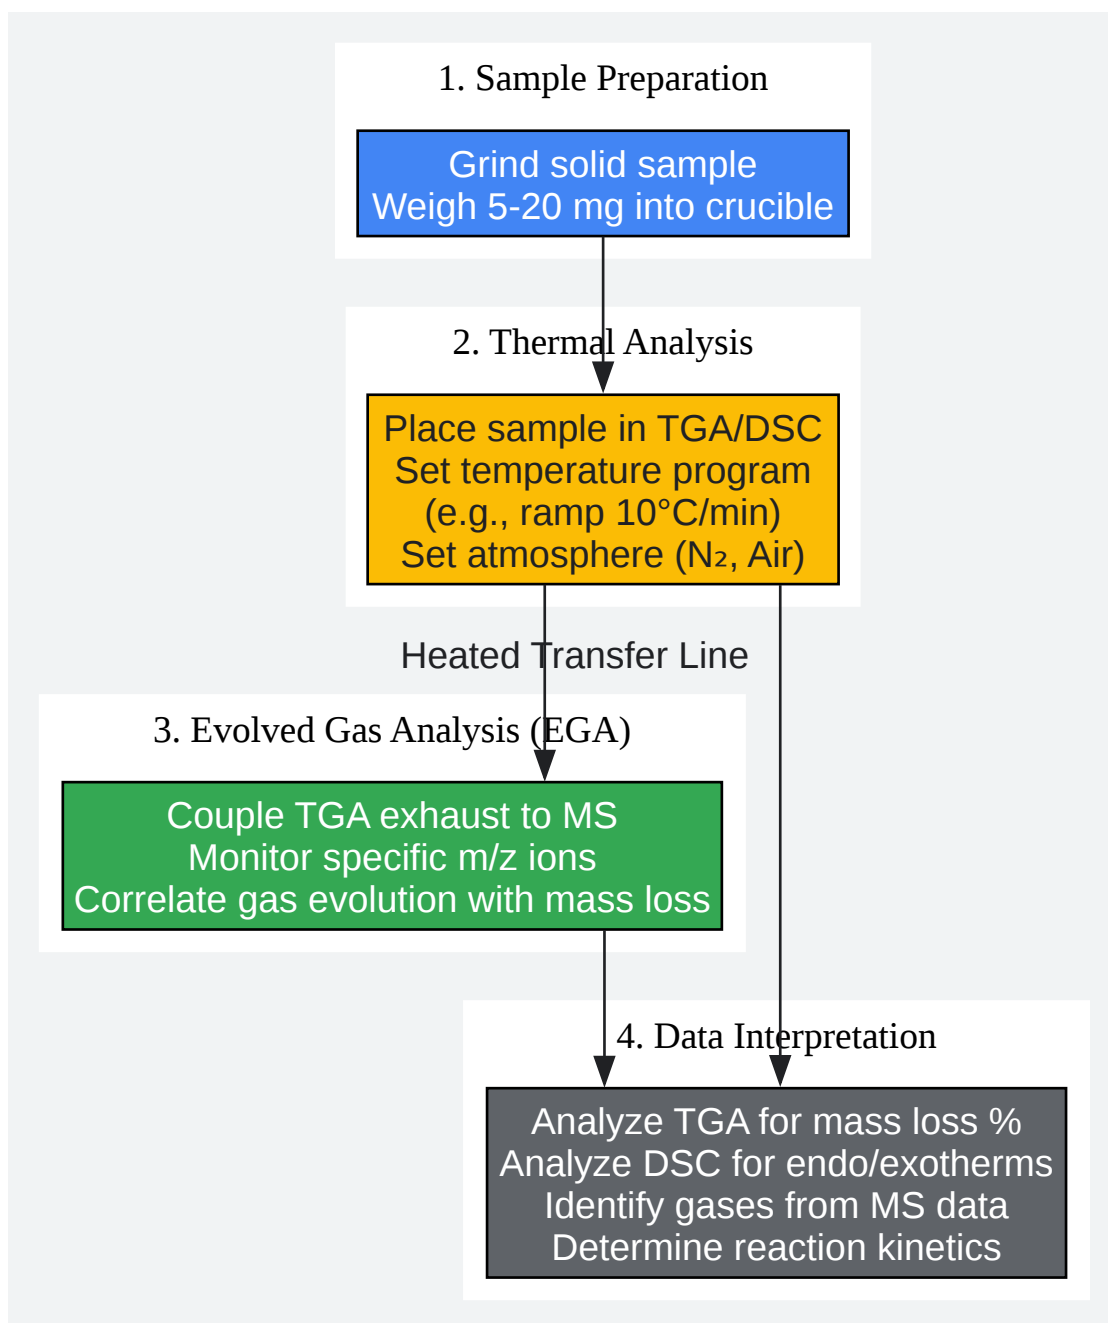 1. Sample Preparation
Grind solid sample
Weigh 5-20 mg into crucible
2. Thermal Analysis
Place sample in TGA/DSC
Set temperature program
(e.g., ramp 10°C/min)
Set atmosphere (N₂, Air)
Heated Transfer Line
3. Evolved Gas Analysis (EGA)
Couple TGA exhaust to MS
Monitor specific m/z ions
Correlate gas evolution with mass loss
4. Data Interpretation
Analyze TGA for mass loss %
Analyze DSC for endo/exotherms
Identify gases from MS data
Determine reaction kinetics